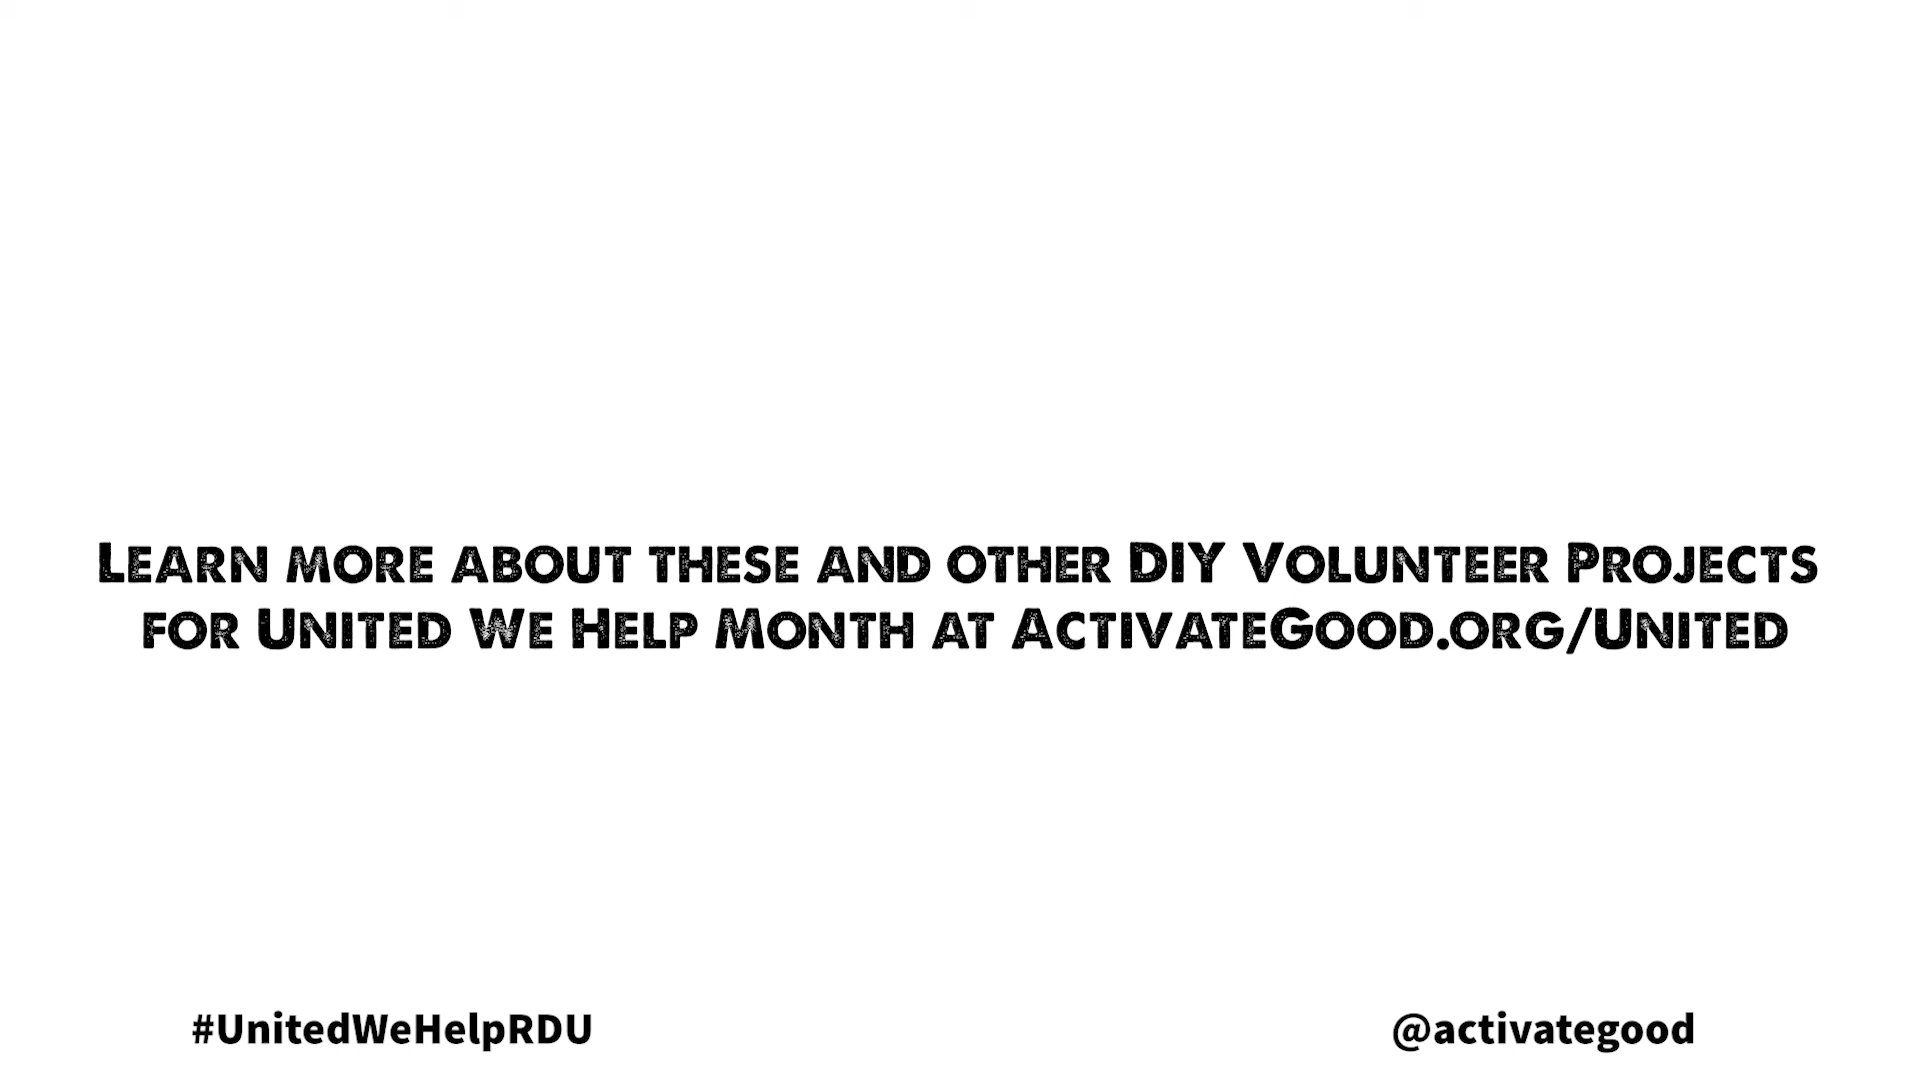 Learn more about these and other DIY Volunteer Projects
for United We Help Month at ActivateGood.org/United
#UnitedWeHelpRDU
@activategood